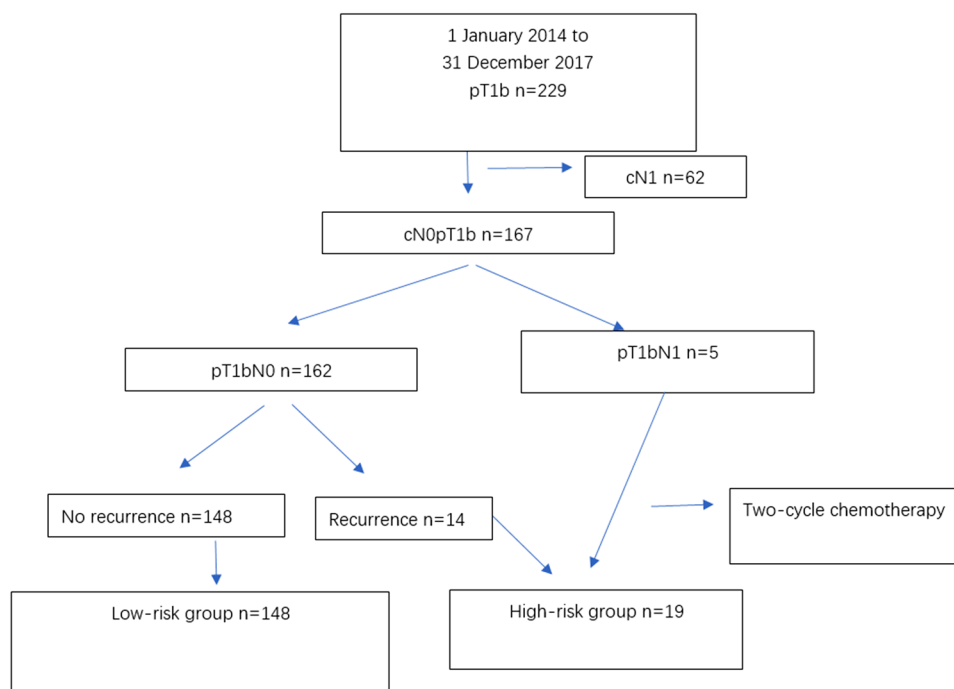 1 January 2014 to
31 December 2017
pT1b n=229
cN1 n=62
cN0pT1b n=167
pT1bN0 n=162
pT1bN1 n=5
No recurrence n=148
Recurrence n=14
Two-cycle chemotherapy
Low-risk group n=148
High-risk group n=19